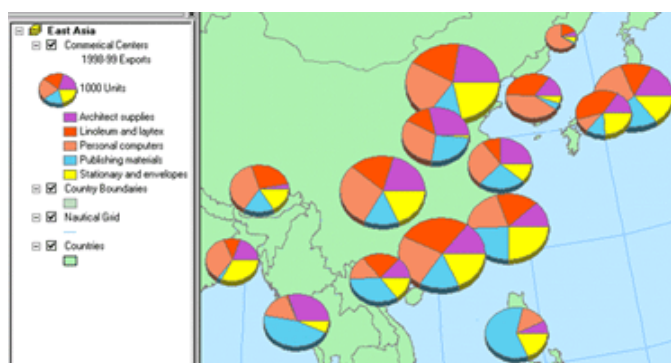 East Asia
Commerical Centers
1998-99 Exports
1000 Units
Architect supplies
Linoleum and laptex
Personal computers
Publishing materials
Stationary and envelopes
Country Boundaries
Nautical Grid
Countries